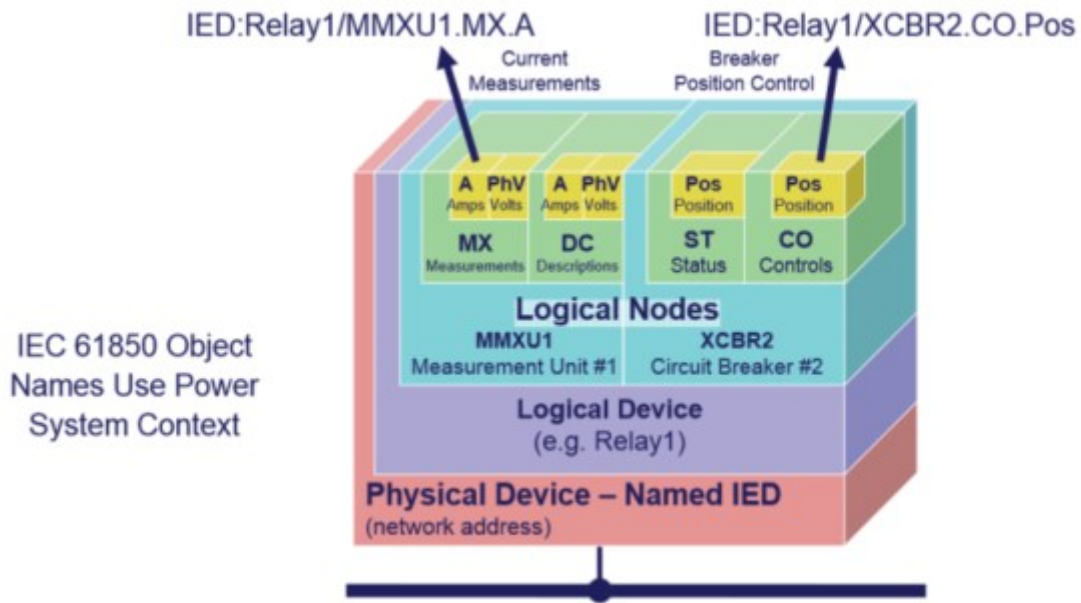 IED:Relay1/MMXU1.MX.A
IED:Relay1/XCBR2.CO.Pos
Current
Measurements
Breaker
Position Control
A PhV A PhV Pos Pos
Amps Volts Amps Volts Position Position
MX DC ST CO
Measurements Descriptions Status Controls
Logical Nodes
MMXU1 XCBR2
Measurement Unit #1 Circuit Breaker #2
IEC 61850 Object
Names Use Power
System Context
Logical Device
(e.g. Relay1)
Physical Device – Named IED
(network address)